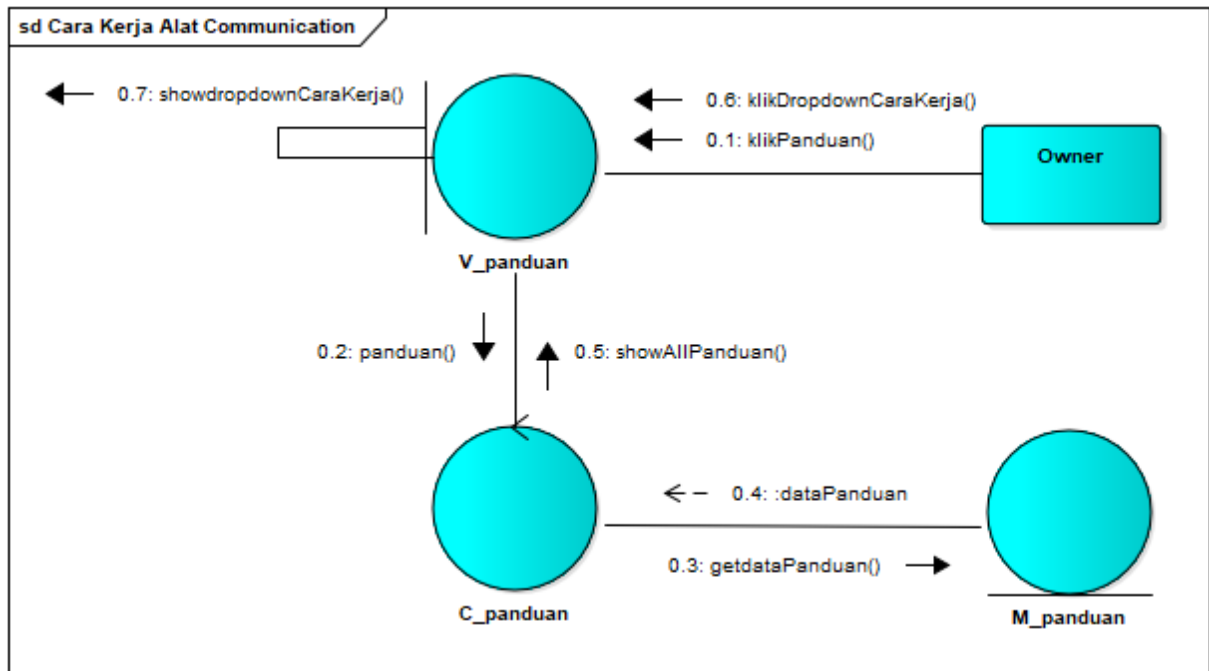 sd Cara Kerja Alat Communication
0.7: showdropdownCaraKerja()
0.6: klikDropdownCaraKerja()
0.1: klikPanduan()
Owner
V_panduan
0.2: panduan()
0.5: showAllPanduan()
0.4: :dataPanduan
0.3: getdataPanduan()
C_panduan
M_panduan